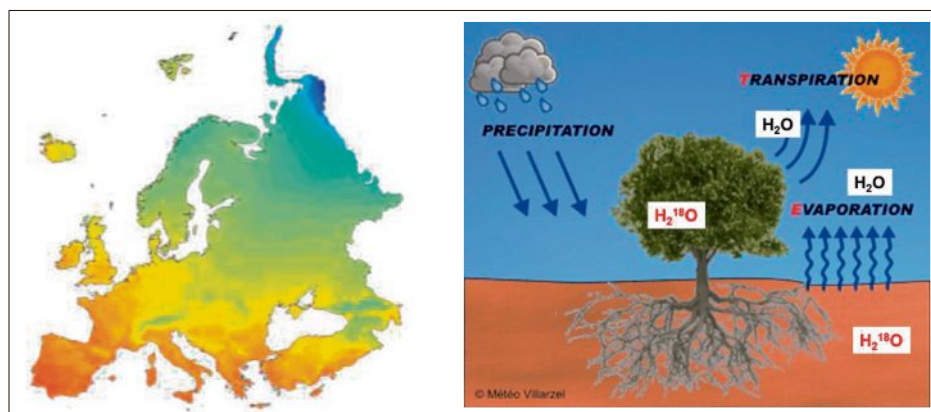 TRANSPIRATION
H₂O
PRECIPITATION
H₂O
H₂¹⁸O
EVAPORATION
H₂¹⁸O
© Météo Villarzel